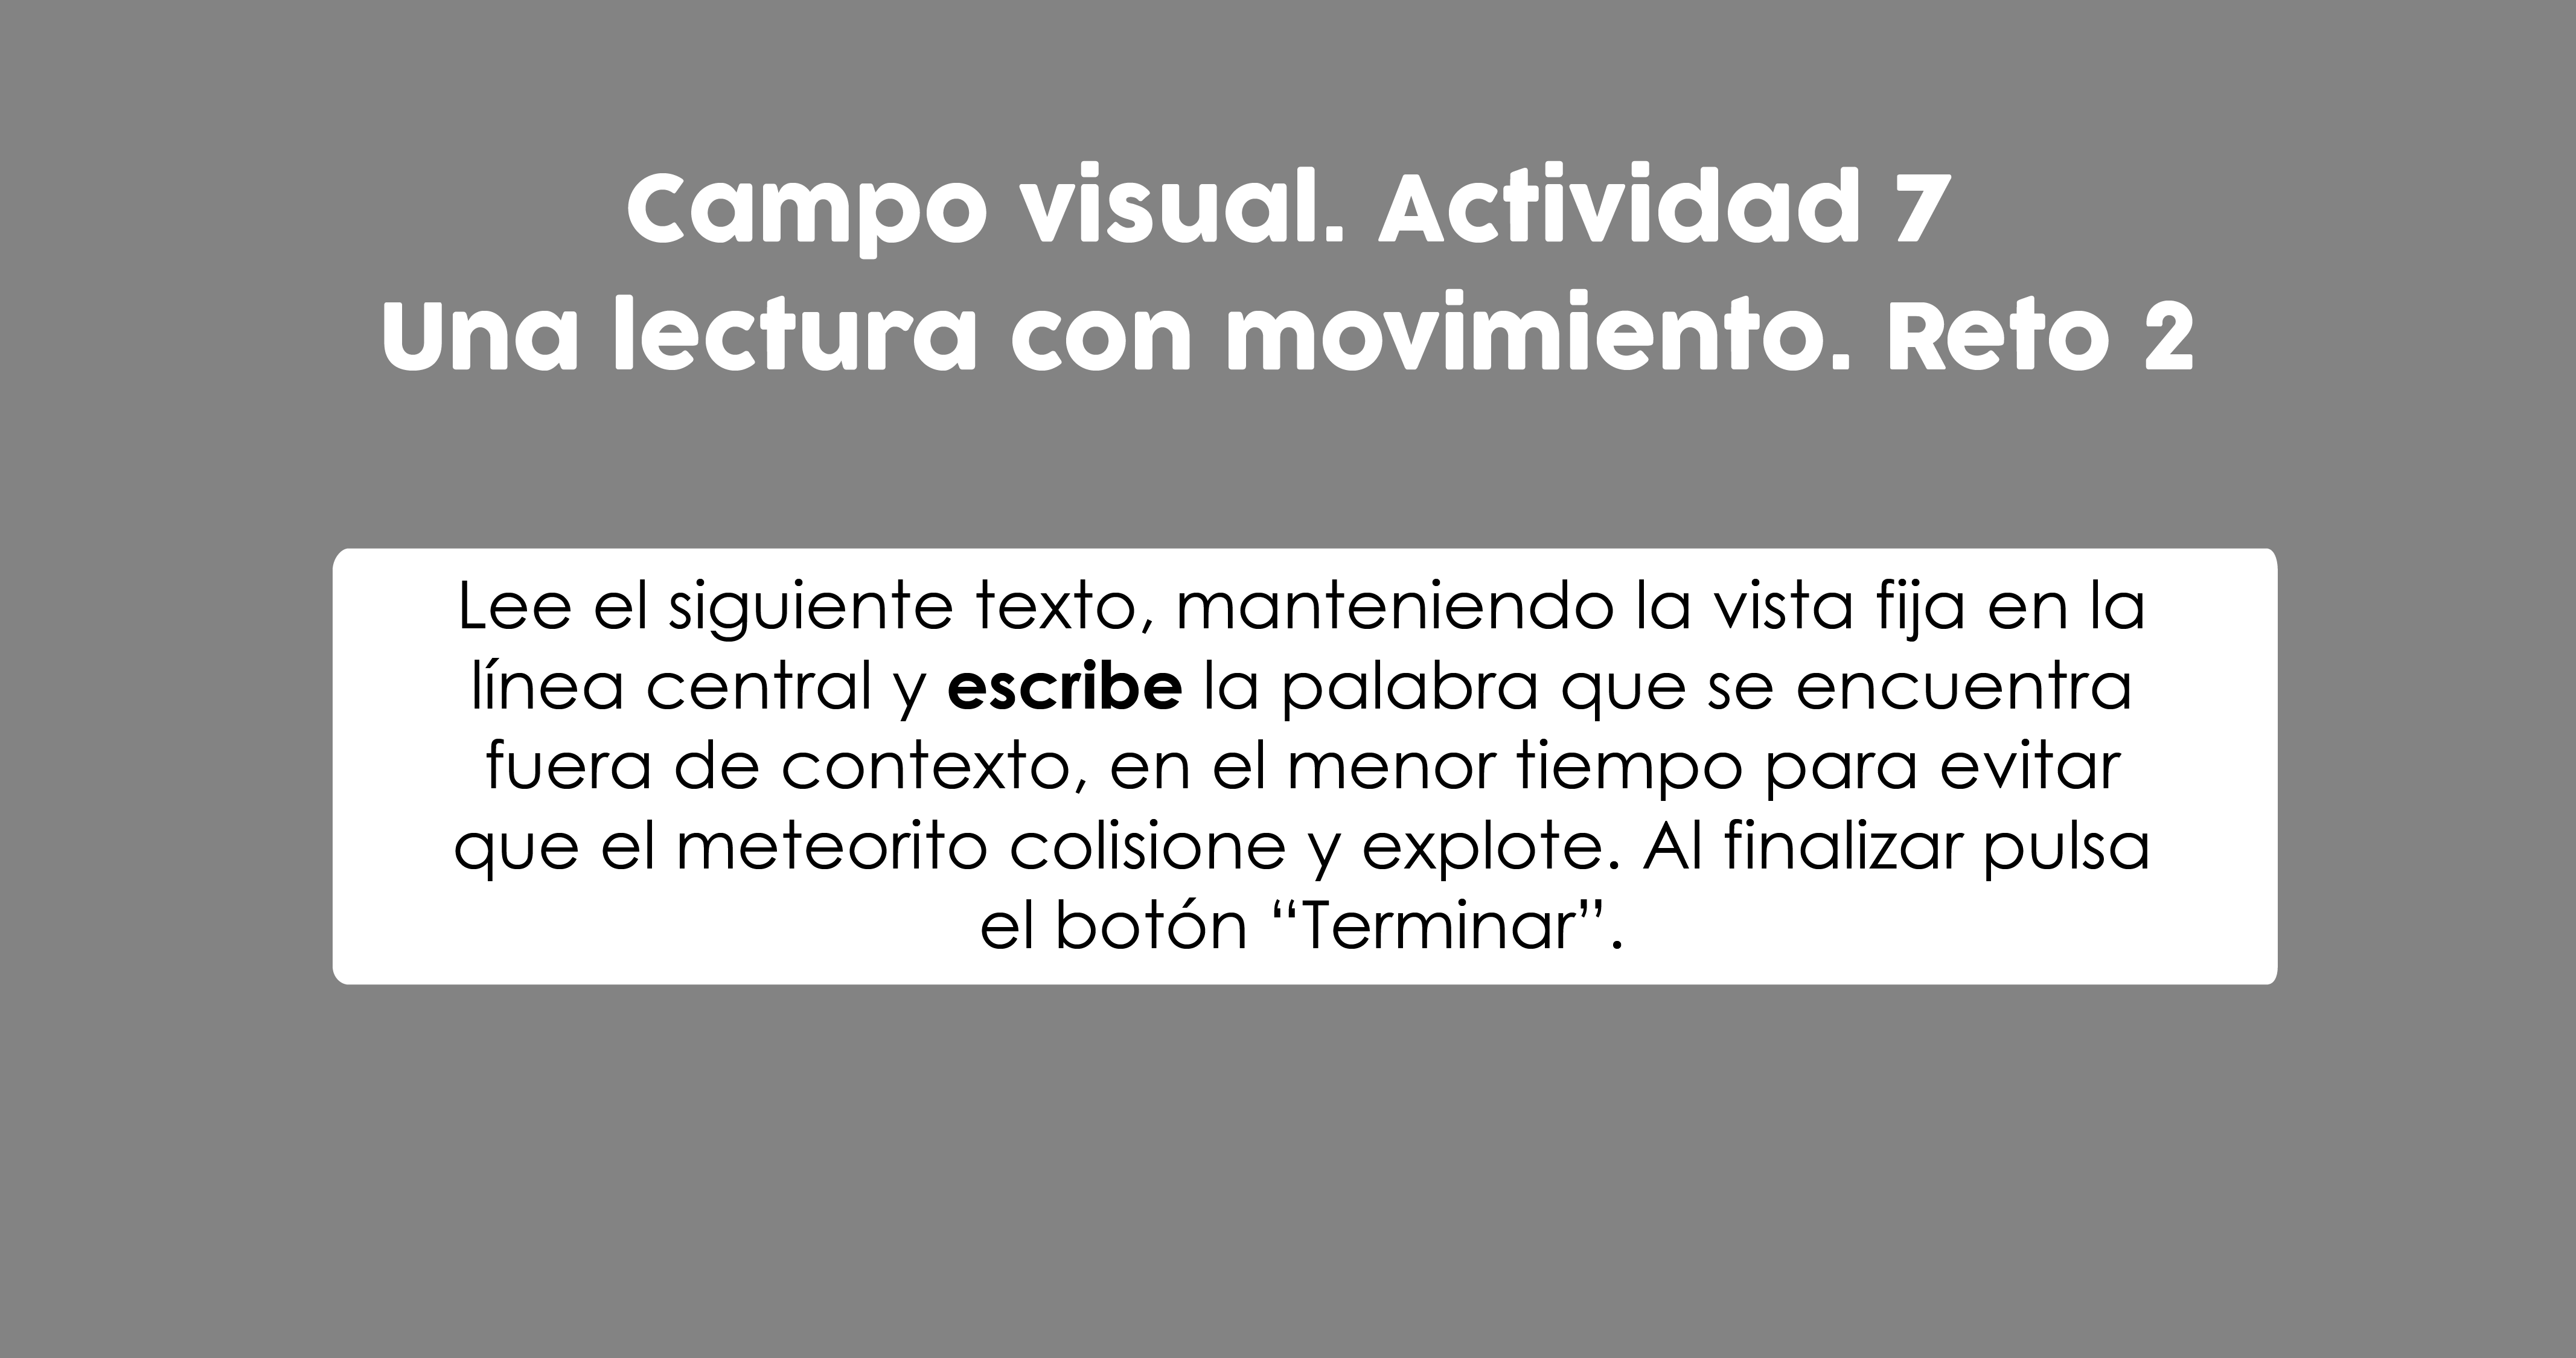 Campo visual. Actividad 7
Una lectura con movimiento. Reto 2
Lee el siguiente texto, manteniendo la vista fija en la
línea central y escribe la palabra que se encuentra
fuera de contexto, en el menor tiempo para evitar
que el meteorito colisione y explote. Al finalizar pulsa
el botón “Terminar”.